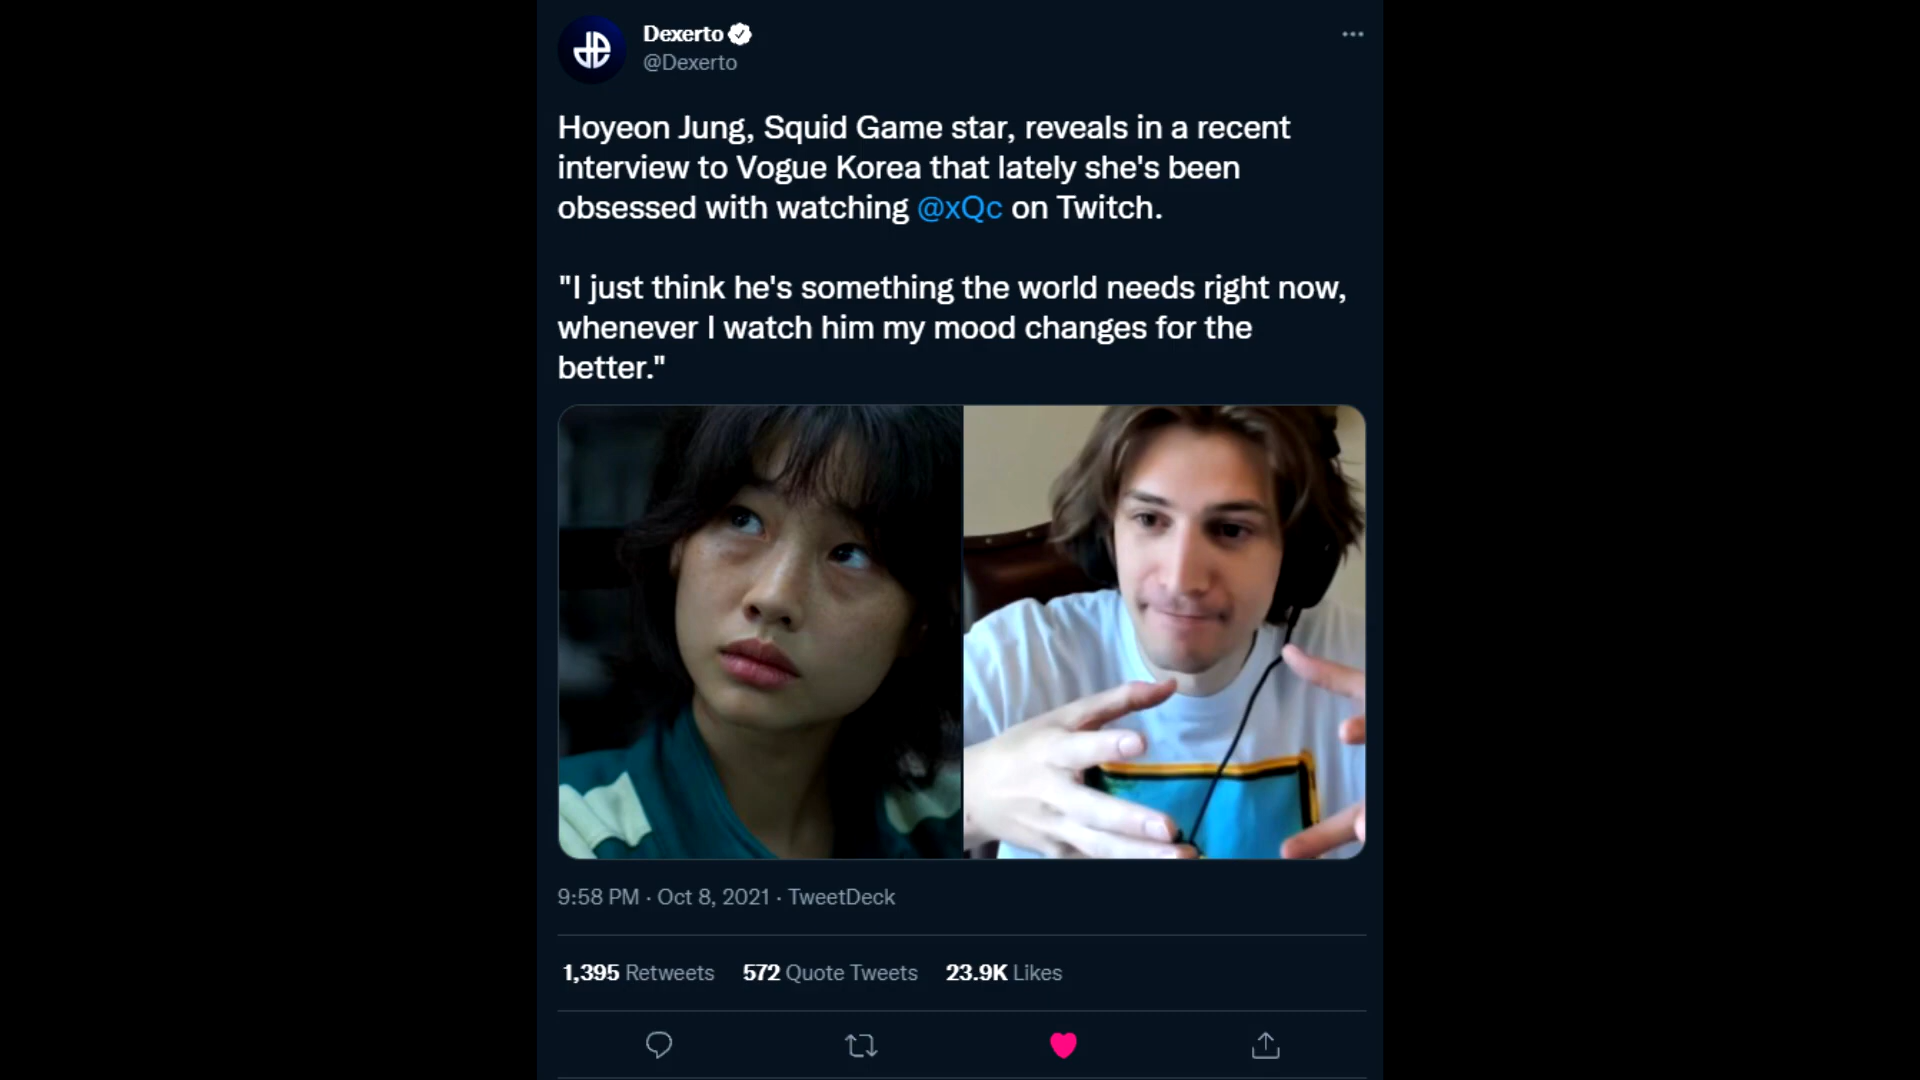 Dexerto
@Dexerto
Hoyeon Jung, Squid Game star, reveals in a recent
interview to Vogue Korea that lately she's been
obsessed with watching @xQc on Twitch.
"I just think he's something the world needs right now,
whenever I watch him my mood changes for the
better."
9:58 PM · Oct 8, 2021 · TweetDeck
1,395 Retweets 572 Quote Tweets 23.9K Likes